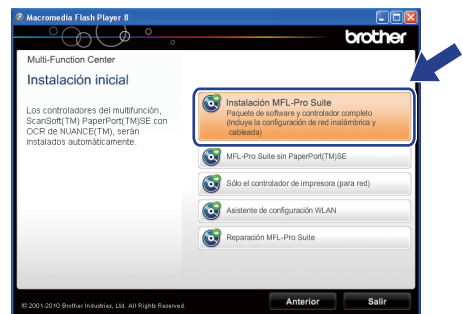 Macromedia Flash Player 8
brother
Multi-Function Center
Instalación inicial
Los controladores del multifunción,
ScanSoft(TM) PaperPort(TM)SE con
OCR de NUANCE(TM), serán
instalados automáticamente.
Instalación MFL-Pro Suite
Paquete de software y controlador completo
(Incluye la configuración de red inalámbrica y
cableada)
MFL-Pro Suite sin PaperPort(TM)SE
Sólo el controlador de impresora (para red)
Asistente de configuración WLAN
Reparación MFL-Pro Suite
© 2001-2010 Brother Industries, Ltd. All Rights Reserved.
Anterior
Salir